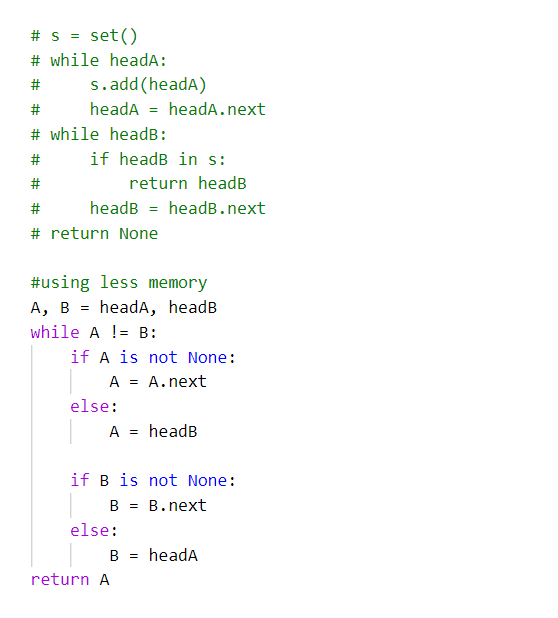 # s = set()
# while headA:
#     s.add(headA)
#     headA = headA.next
# while headB:
#     if headB in s:
#         return headB
#     headB = headB.next
# return None

#using less memory
A, B = headA, headB
while A != B:
    if A is not None:
        A = A.next
    else:
        A = headB

    if B is not None:
        B = B.next
    else:
        B = headA
return A